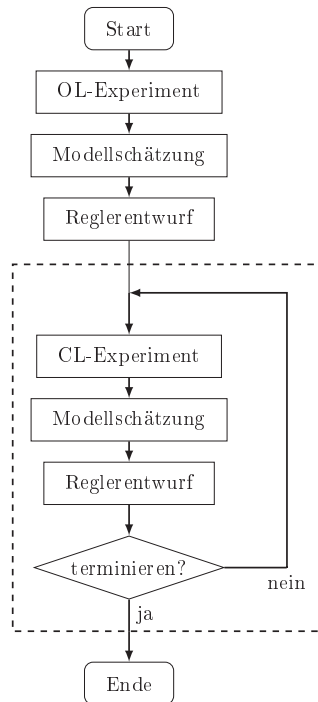 Start
OL-Experiment
Modellschätzung
Reglerentwurf
CL-Experiment
Modellschätzung
Reglerentwurf
terminieren?
nein
ja
Ende